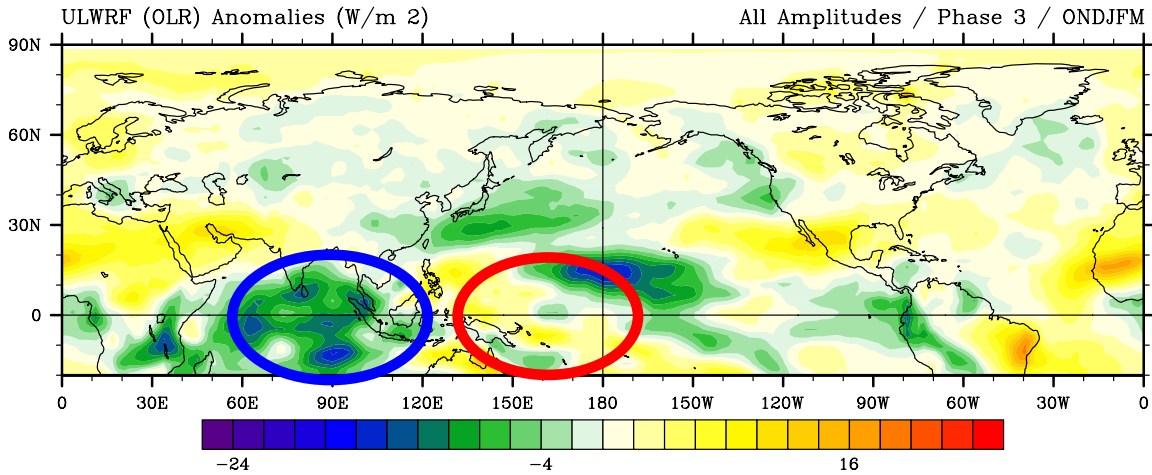 ULWRF (OLR) Anomalies (W/m 2) All Amplitudes / Phase 3 / ONDJFM
90N
60N
30N
0
0 30E 60E 90E 120E 150E 180 150W 120W 90W 60W 30W 0
-24 -4 16